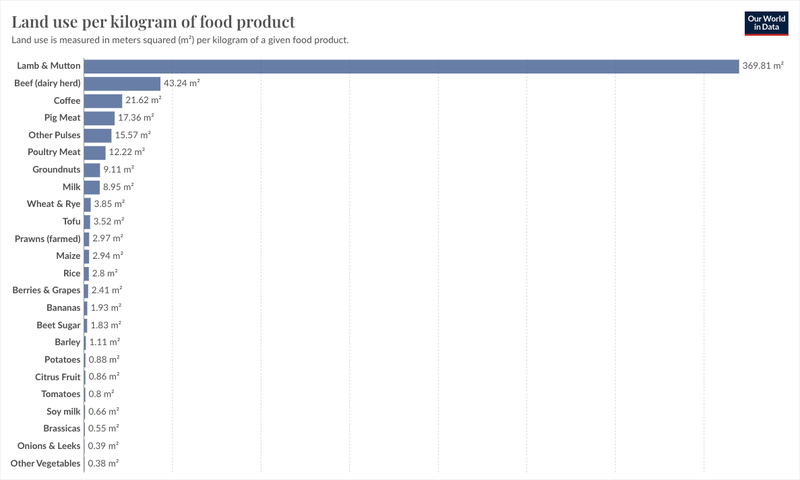 Land use per kilogram of food product
Our World
in Data
Land use is measured in meters squared (m²) per kilogram of a given food product.
Lamb & Mutton 369.81 m²
Beef (dairy herd) 43.24 m²
Coffee 21.62 m²
Pig Meat 17.36 m²
Other Pulses 15.57 m²
Poultry Meat 12.22 m²
Groundnuts 9.11 m²
Milk 8.95 m²
Wheat & Rye 3.85 m²
Tofu 3.52 m²
Prawns (farmed) 2.97 m²
Maize 2.94 m²
Rice 2.8 m²
Berries & Grapes 2.41 m²
Bananas 1.93 m²
Beet Sugar 1.83 m²
Barley 1.11 m²
Potatoes 0.88 m²
Citrus Fruit 0.86 m²
Tomatoes 0.8 m²
Soy milk 0.66 m²
Brassicas 0.55 m²
Onions & Leeks 0.39 m²
Other Vegetables 0.38 m²